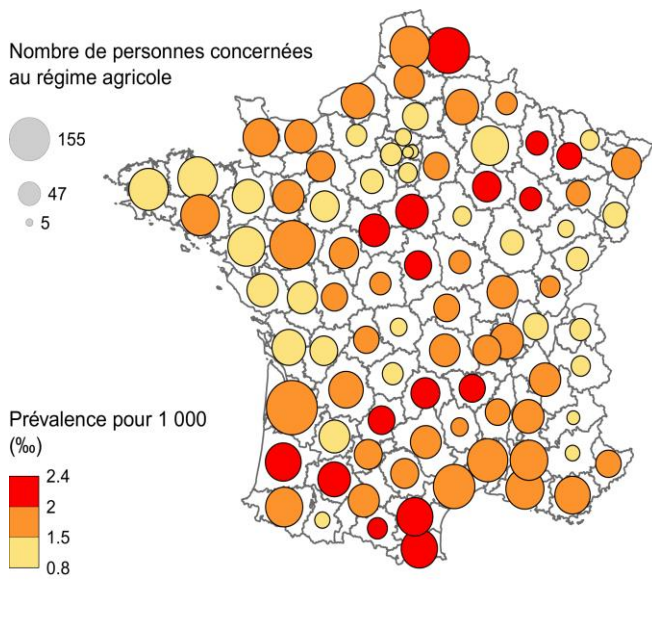 Nombre de personnes concernées
au régime agricole
155
47
5
Prévalence pour 1 000
(‰)
2.4
2
1.5
0.8